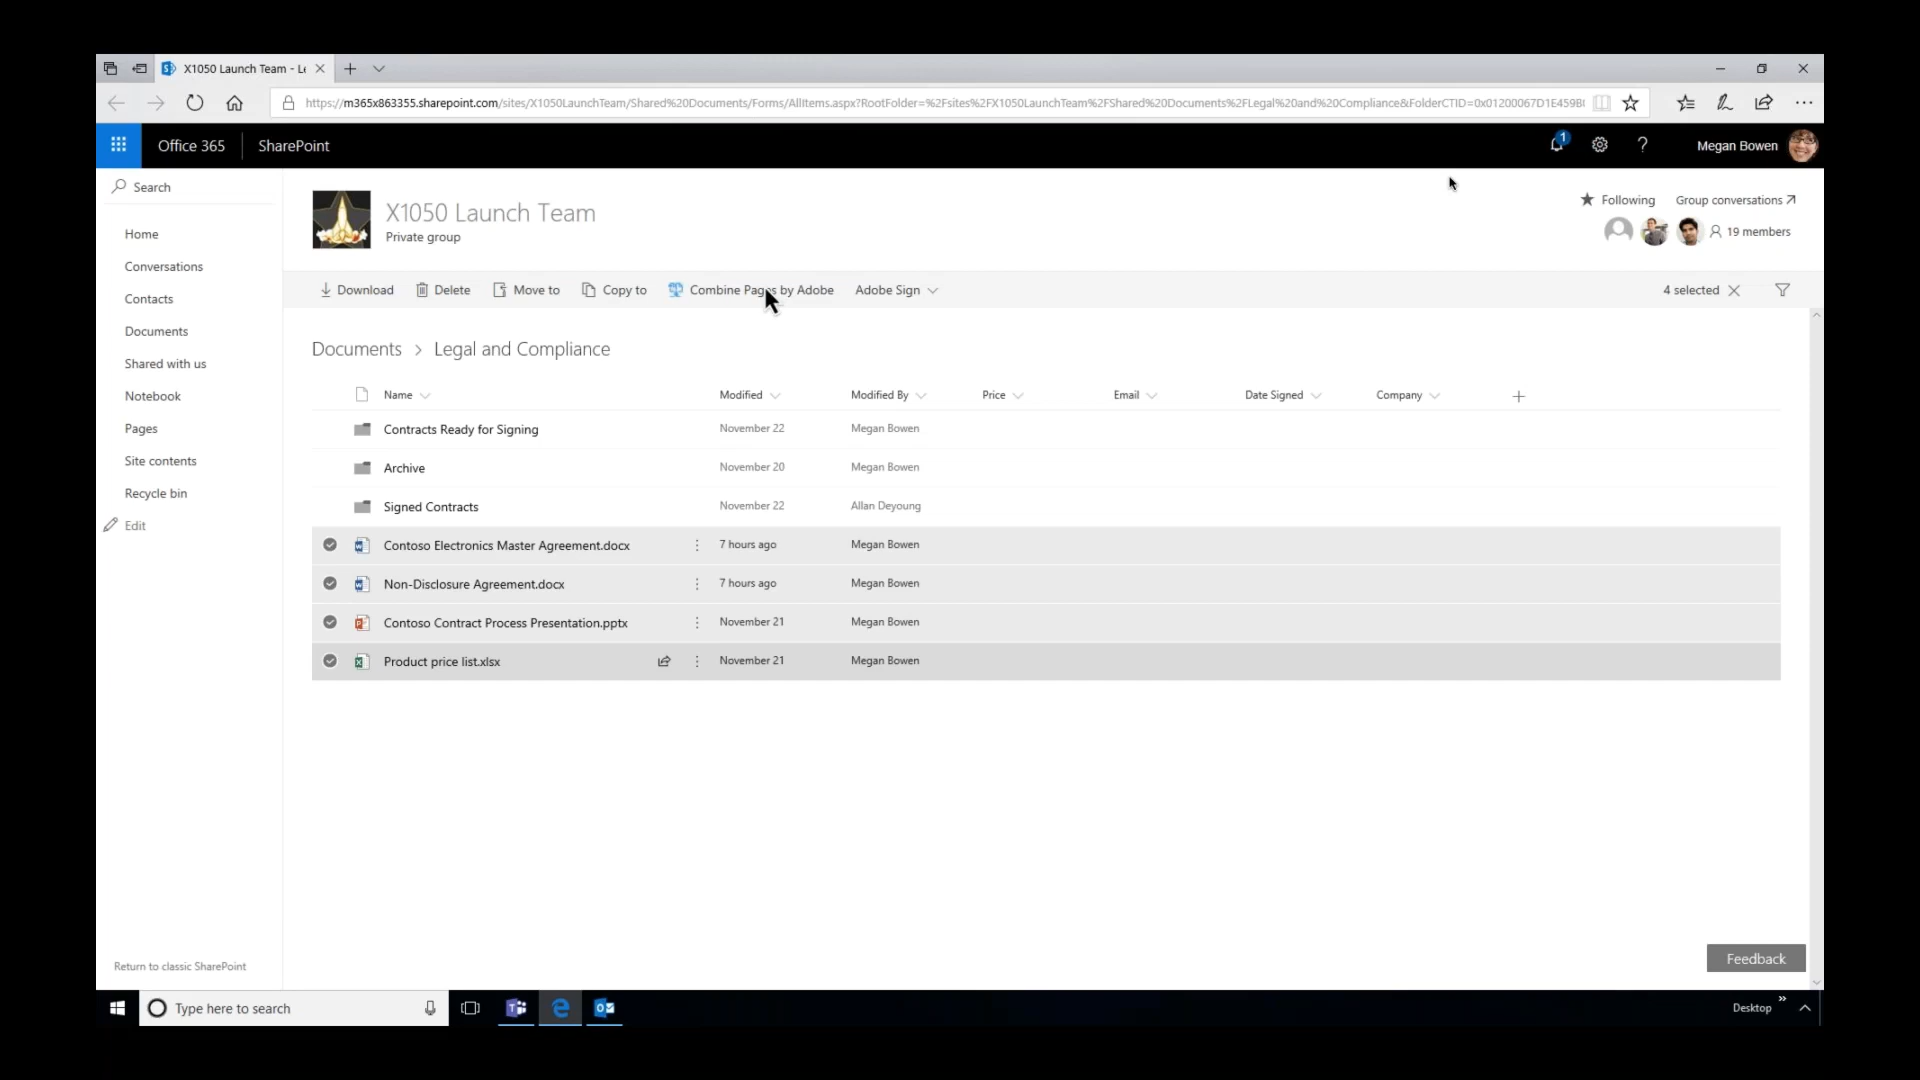 X1050 Launch Team - Le
https://m365x863355.sharepoint.com/sites/X1050LaunchTeam/Shared%20Documents/Forms/AllItems.aspx?RootFolder=%2Fsites%2FX1050LaunchTeam%2FShared%20Documents%2FLegal%20and%20Compliance&FolderCTID=0x01200067D1E459B
Office 365 SharePoint 1 ? Megan Bowen
Search
Home
Conversations
Contacts
Documents
Shared with us
Notebook
Pages
Site contents
Recycle bin
Edit
Return to classic SharePoint
X1050 Launch Team
Private group
Following Group conversations
19 members
Download Delete Move to Copy to Combine Pages by Adobe Adobe Sign 4 selected
Documents > Legal and Compliance
Name Modified Modified By Price Email Date Signed Company
Contracts Ready for Signing November 22 Megan Bowen
Archive November 20 Megan Bowen
Signed Contracts November 22 Allan Deyoung
Contoso Electronics Master Agreement.docx 7 hours ago Megan Bowen
Non-Disclosure Agreement.docx 7 hours ago Megan Bowen
Contoso Contract Process Presentation.pptx November 21 Megan Bowen
Product price list.xlsx November 21 Megan Bowen
Feedback
Type here to search
Desktop